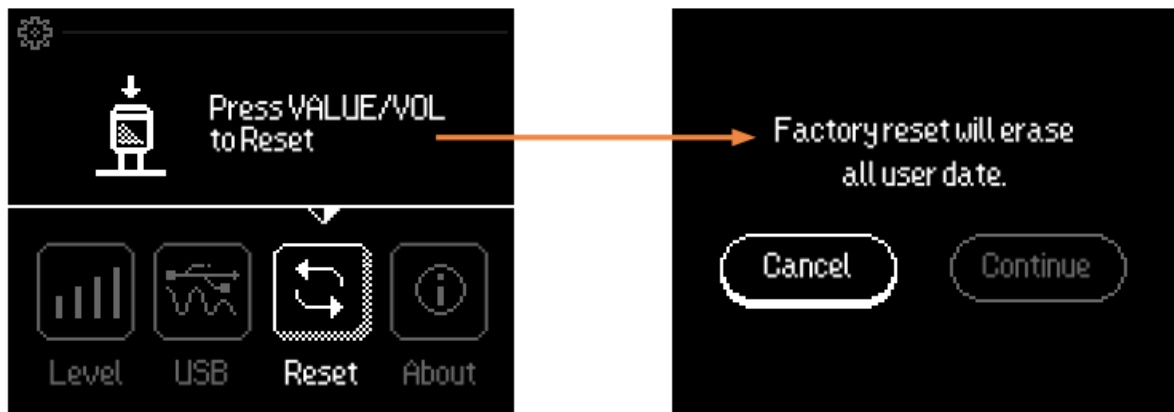 Press VALUE/VOL
to Reset
Level
USB
Reset
About
Factory reset will erase
all user date.
Cancel
Continue